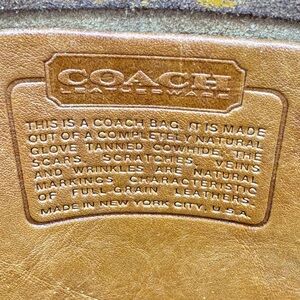 COACH
LEATHERWARE
THIS IS A COACH BAG. IT IS MADE
OUT OF A COMPLETELY NATURAL
GLOVE TANNED COWHIDE. THE
SCARS, SCRATCHES, VEINS
AND WRINKLES ARE NATURAL
MARKINGS CHARACTERISTIC
OF FULL GRAIN LEATHERS.
MADE IN NEW YORK CITY, U.S.A.